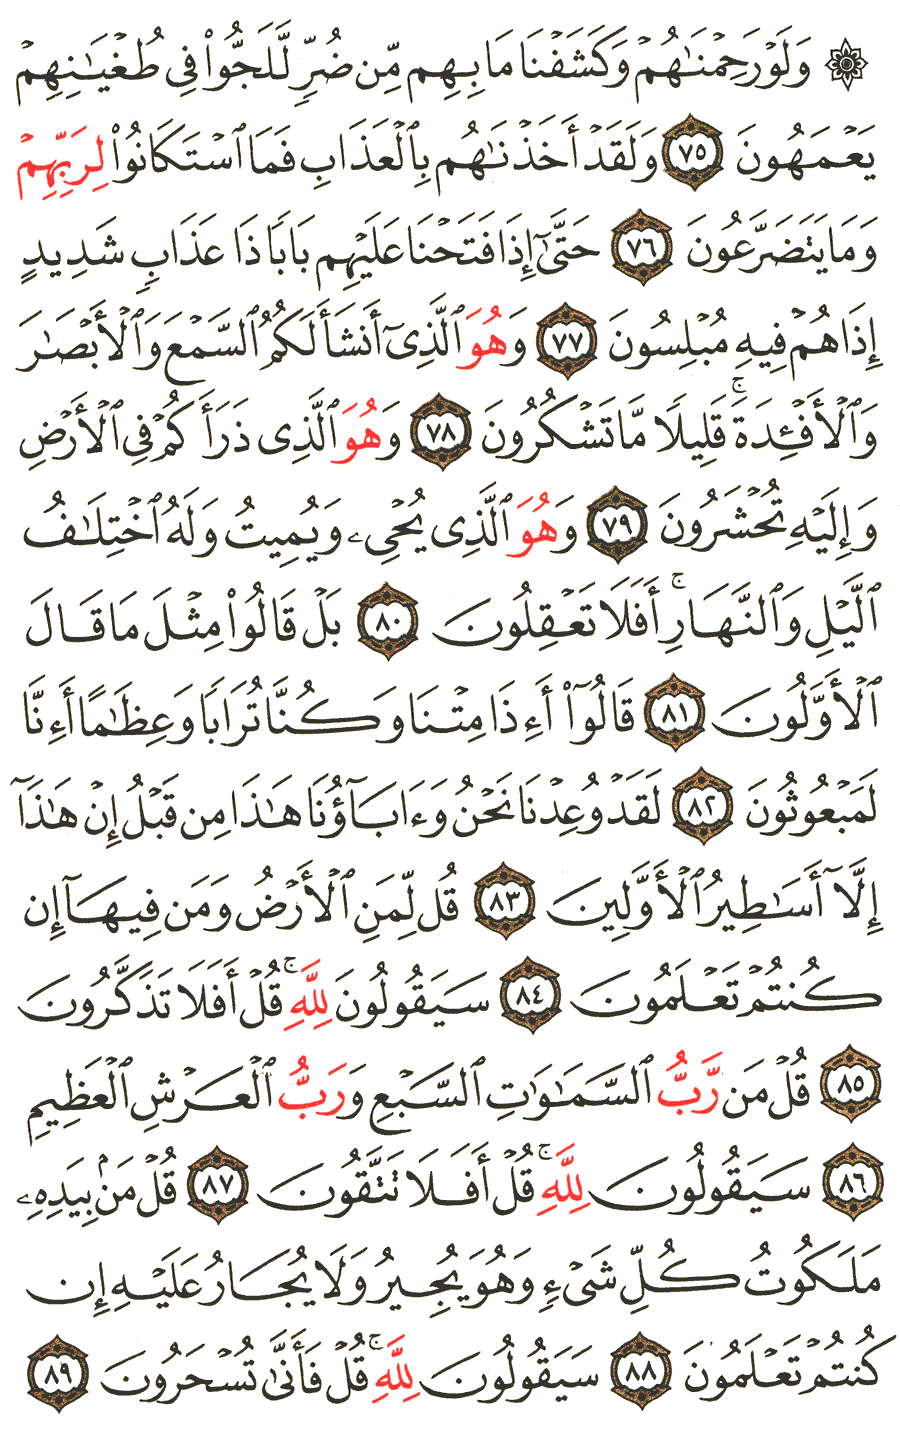 ۞ وَلَوْ رَحِمْنَـٰهُمْ وَكَشَفْنَا مَا بِهِم مِّن ضُرٍّ لَّلَجُّوا۟ فِى طُغْيَـٰنِهِمْ
يَعْمَهُونَ ٧٥ وَلَقَدْ أَخَذْنَـٰهُم بِٱلْعَذَابِ فَمَا ٱسْتَكَانُوا۟ لِرَبِّهِمْ
وَمَا يَتَضَرَّعُونَ ٧٦ حَتَّىٰٓ إِذَا فَتَحْنَا عَلَيْهِم بَابًا ذَا عَذَابٍ شَدِيدٍ
إِذَا هُمْ فِيهِ مُبْلِسُونَ ٧٧ وَهُوَ ٱلَّذِىٓ أَنشَأَ لَكُمُ ٱلسَّمْعَ وَٱلْأَبْصَـٰرَ
وَٱلْأَفْـِٔدَةَ ۚ قَلِيلًا مَّا تَشْكُرُونَ ٧٨ وَهُوَ ٱلَّذِى ذَرَأَكُمْ فِى ٱلْأَرْضِ
وَإِلَيْهِ تُحْشَرُونَ ٧٩ وَهُوَ ٱلَّذِى يُحْىِۦ وَيُمِيتُ وَلَهُ ٱخْتِلَـٰفُ
ٱلَّيْلِ وَٱلنَّهَارِ ۚ أَفَلَا تَعْقِلُونَ ٨٠ بَلْ قَالُوا۟ مِثْلَ مَا قَالَ
ٱلْأَوَّلُونَ ٨١ قَالُوٓا۟ أَءِذَا مِتْنَا وَكُنَّا تُرَابًا وَعِظَـٰمًا أَءِنَّا
لَمَبْعُوثُونَ ٨٢ لَقَدْ وُعِدْنَا نَحْنُ وَءَابَآؤُنَا هَـٰذَا مِن قَبْلُ إِنْ هَـٰذَآ
إِلَّآ أَسَـٰطِيرُ ٱلْأَوَّلِينَ ٨٣ قُل لِّمَنِ ٱلْأَرْضُ وَمَن فِيهَآ إِن
كُنتُمْ تَعْلَمُونَ ٨٤ سَيَقُولُونَ لِلَّهِ ۚ قُلْ أَفَلَا تَذَكَّرُونَ
٨٥ قُلْ مَن رَّبُّ ٱلسَّمَـٰوَٰتِ ٱلسَّبْعِ وَرَبُّ ٱلْعَرْشِ ٱلْعَظِيمِ
٨٦ سَيَقُولُونَ لِلَّهِ ۚ قُلْ أَفَلَا تَتَّقُونَ ٨٧ قُلْ مَنۢ بِيَدِهِۦ
مَلَكُوتُ كُلِّ شَىْءٍ وَهُوَ يُجِيرُ وَلَا يُجَارُ عَلَيْهِ إِن
كُنتُمْ تَعْلَمُونَ ٨٨ سَيَقُولُونَ لِلَّهِ ۚ قُلْ فَأَنَّىٰ تُسْحَرُونَ ٨٩